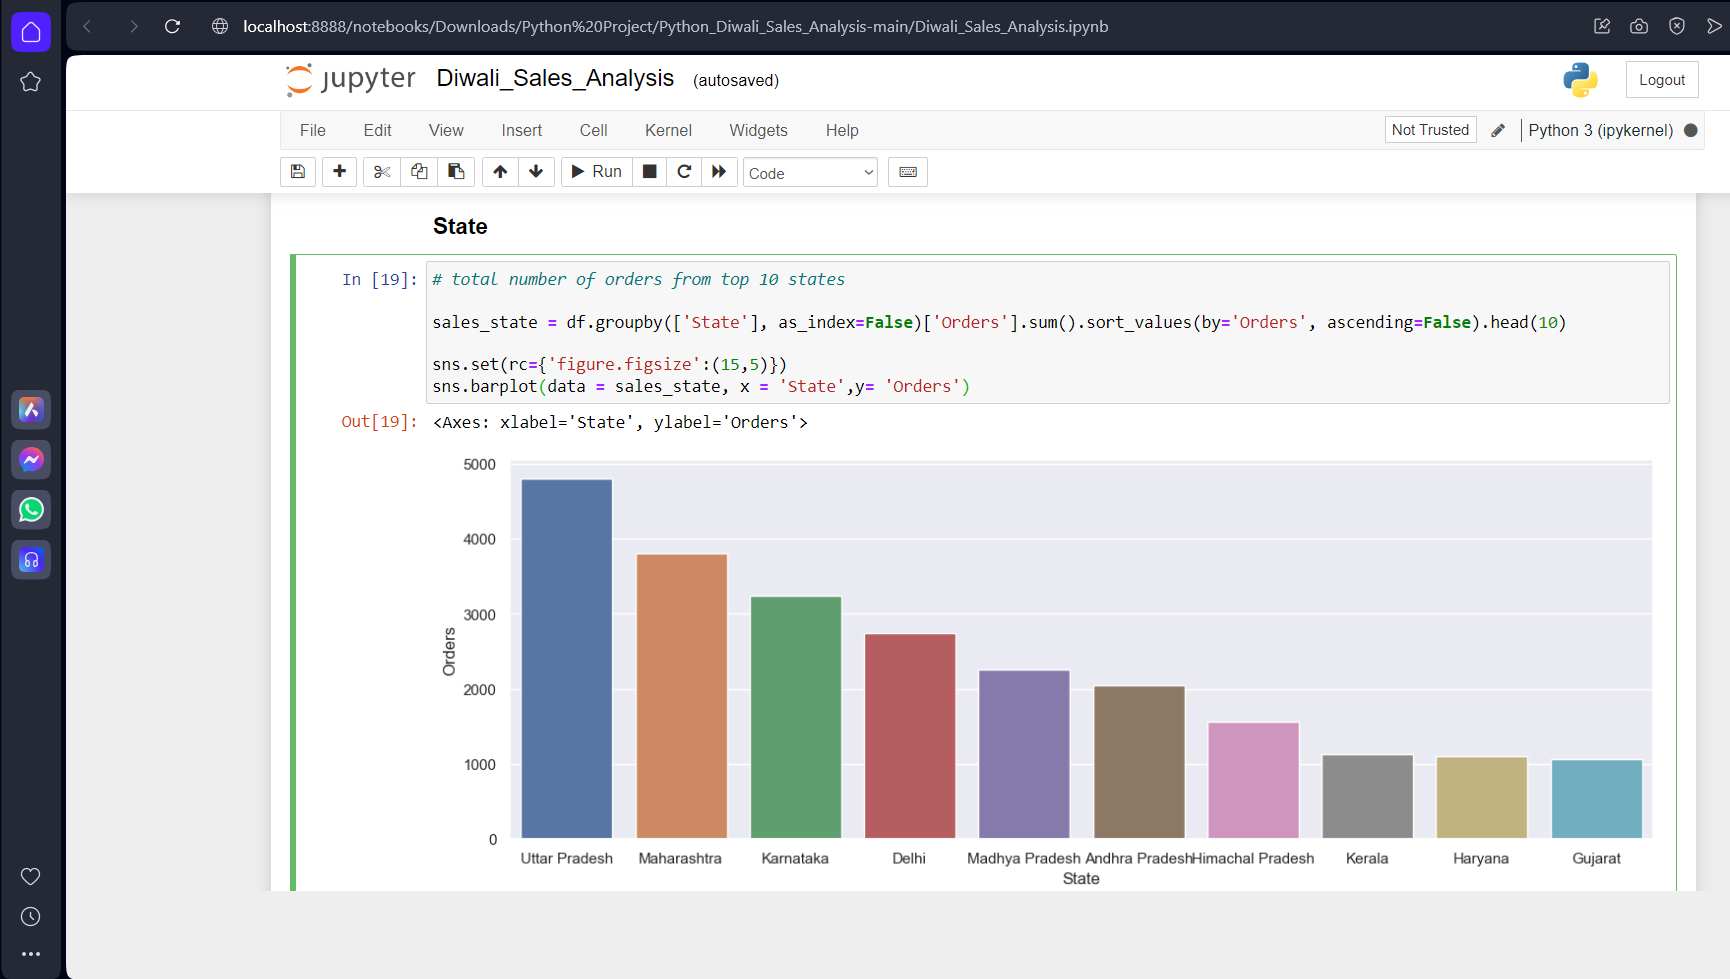 localhost:8888/notebooks/Downloads/Python%20Project/Python_Diwali_Sales_Analysis-main/Diwali_Sales_Analysis.ipynb
jupyter Diwali_Sales_Analysis (autosaved) Logout
File Edit View Insert Cell Kernel Widgets Help Not Trusted Python 3 (ipykernel)
Run Code
State
In [19]: # total number of orders from top 10 states
sales_state = df.groupby(['State'], as_index=False)['Orders'].sum().sort_values(by='Orders', ascending=False).head(10)
sns.set(rc={'figure.figsize':(15,5)})
sns.barplot(data = sales_state, x = 'State',y= 'Orders')
Out[19]: <Axes: xlabel='State', ylabel='Orders'>
5000
4000
3000
2000
1000
0
Orders
Uttar Pradesh Maharashtra Karnataka Delhi Madhya Pradesh Andhra Pradesh Himachal Pradesh Kerala Haryana Gujarat
State